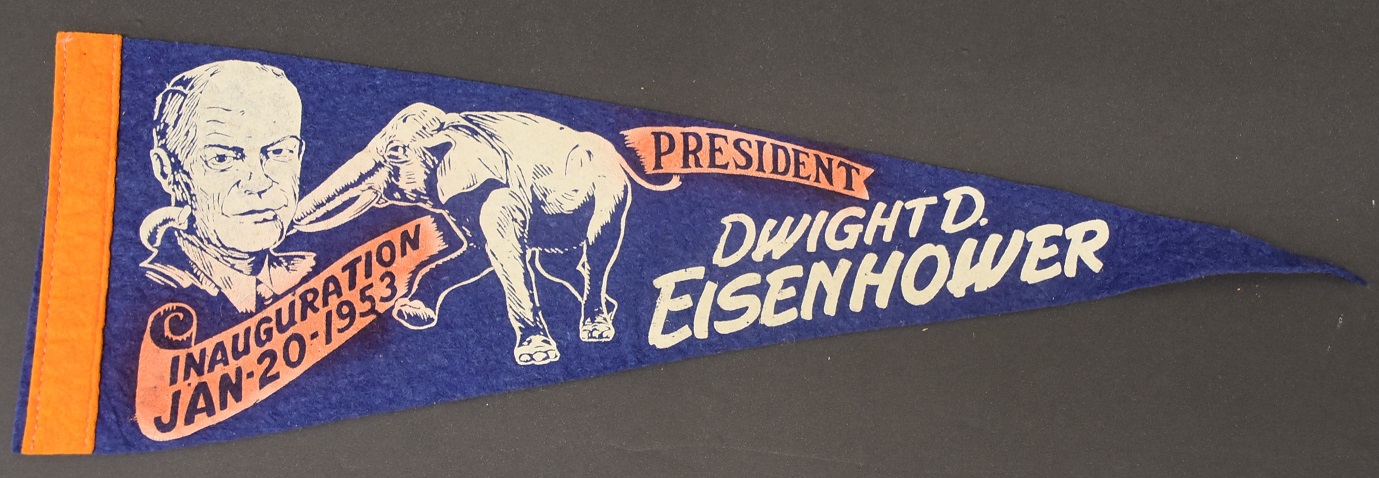 INAUGURATION
JAN-20-1953
PRESIDENT
DWIGHT D.
EISENHOWER